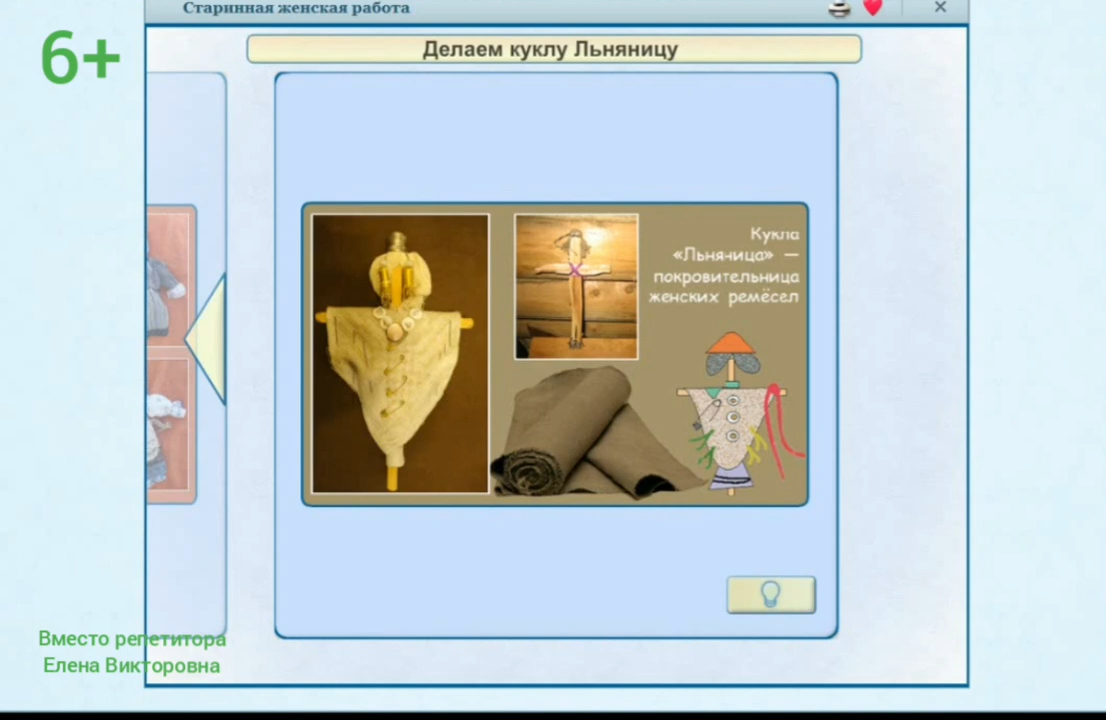 Старинная женская работа
6+
Делаем куклу Льняницу
Кукла
«Льняница» —
покровительница
женских ремёсел
Вместо репетитора
Елена Викторовна